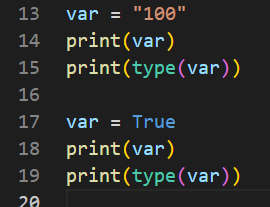 13 var = "100"
14 print(var)
15 print(type(var))
16
17 var = True
18 print(var)
19 print(type(var))
20